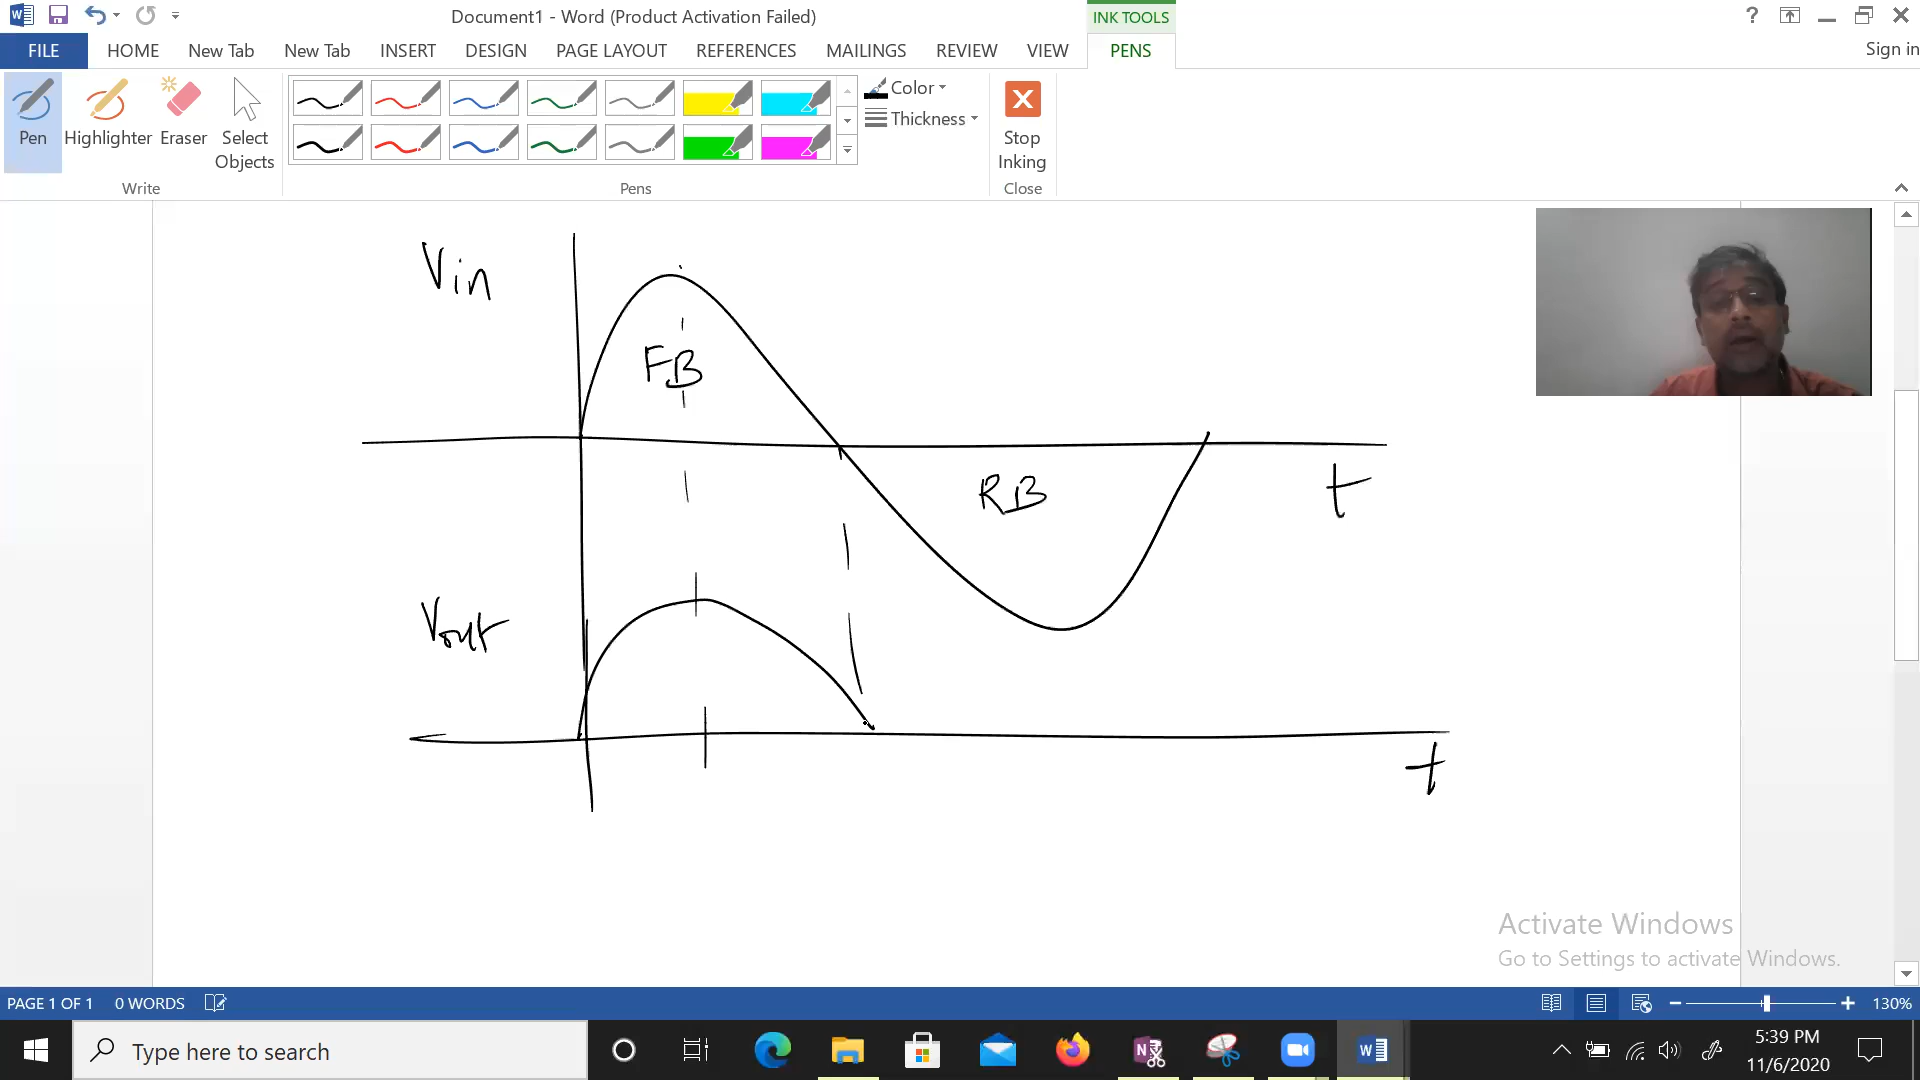 Document1 - Word (Product Activation Failed)
INK TOOLS
?
FILE HOME New Tab New Tab INSERT DESIGN PAGE LAYOUT REFERENCES MAILINGS REVIEW VIEW PENS Sign in
Pen Highlighter Eraser Select Objects
Color
Thickness
Stop Inking
Write Pens Close
Vin
FB
RB
t
Vout
t
Activate Windows
Go to Settings to activate Windows.
PAGE 1 OF 1 0 WORDS 130%
Type here to search
5:39 PM
11/6/2020